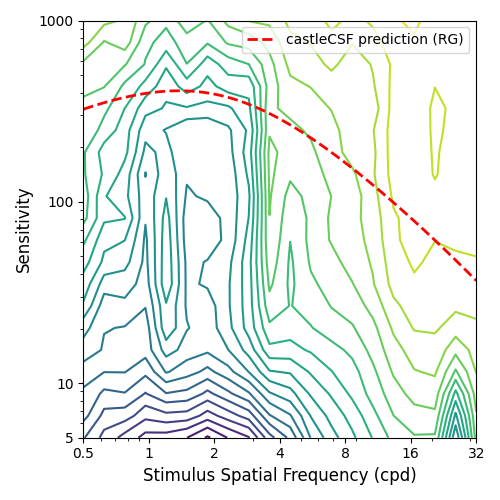 1000
castleCSF prediction (RG)
Sensitivity
100
10
5
0.5 1 2 4 8 16 32
Stimulus Spatial Frequency (cpd)